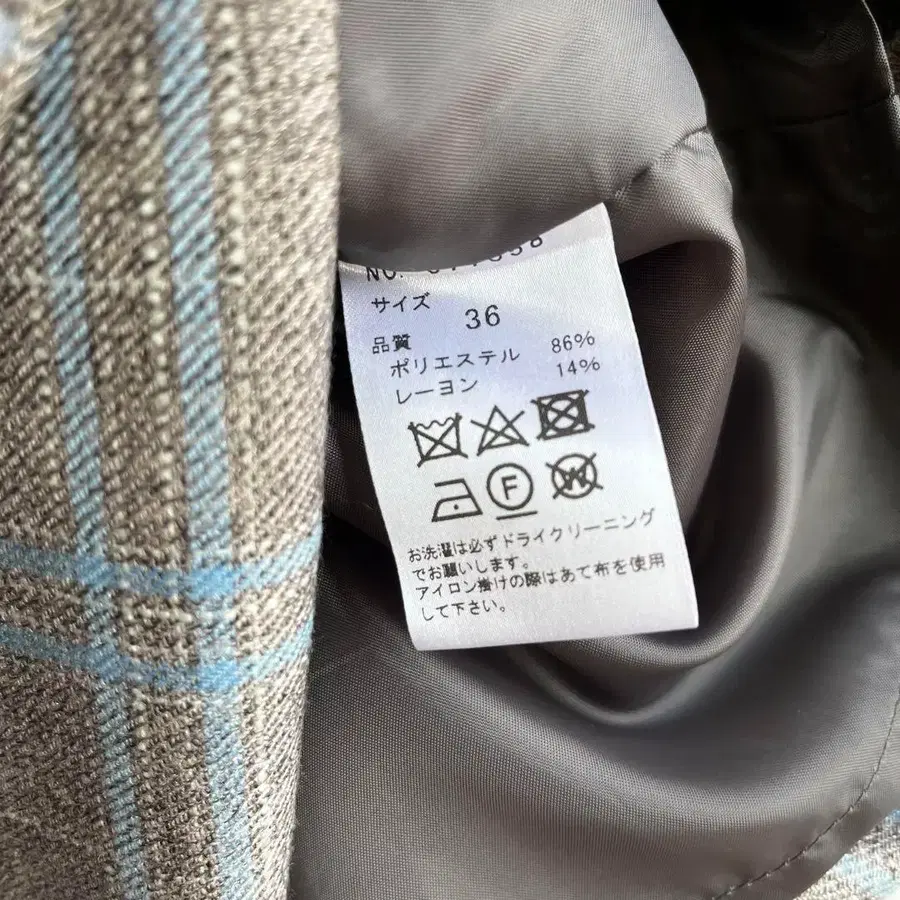 NO.
サイズ 36
品質
ポリエステル 86%
レーヨン 14%
F W
お洗濯は必ずドライクリーニング
でお願いします。
アイロン掛けの際はあて布を使用
して下さい。